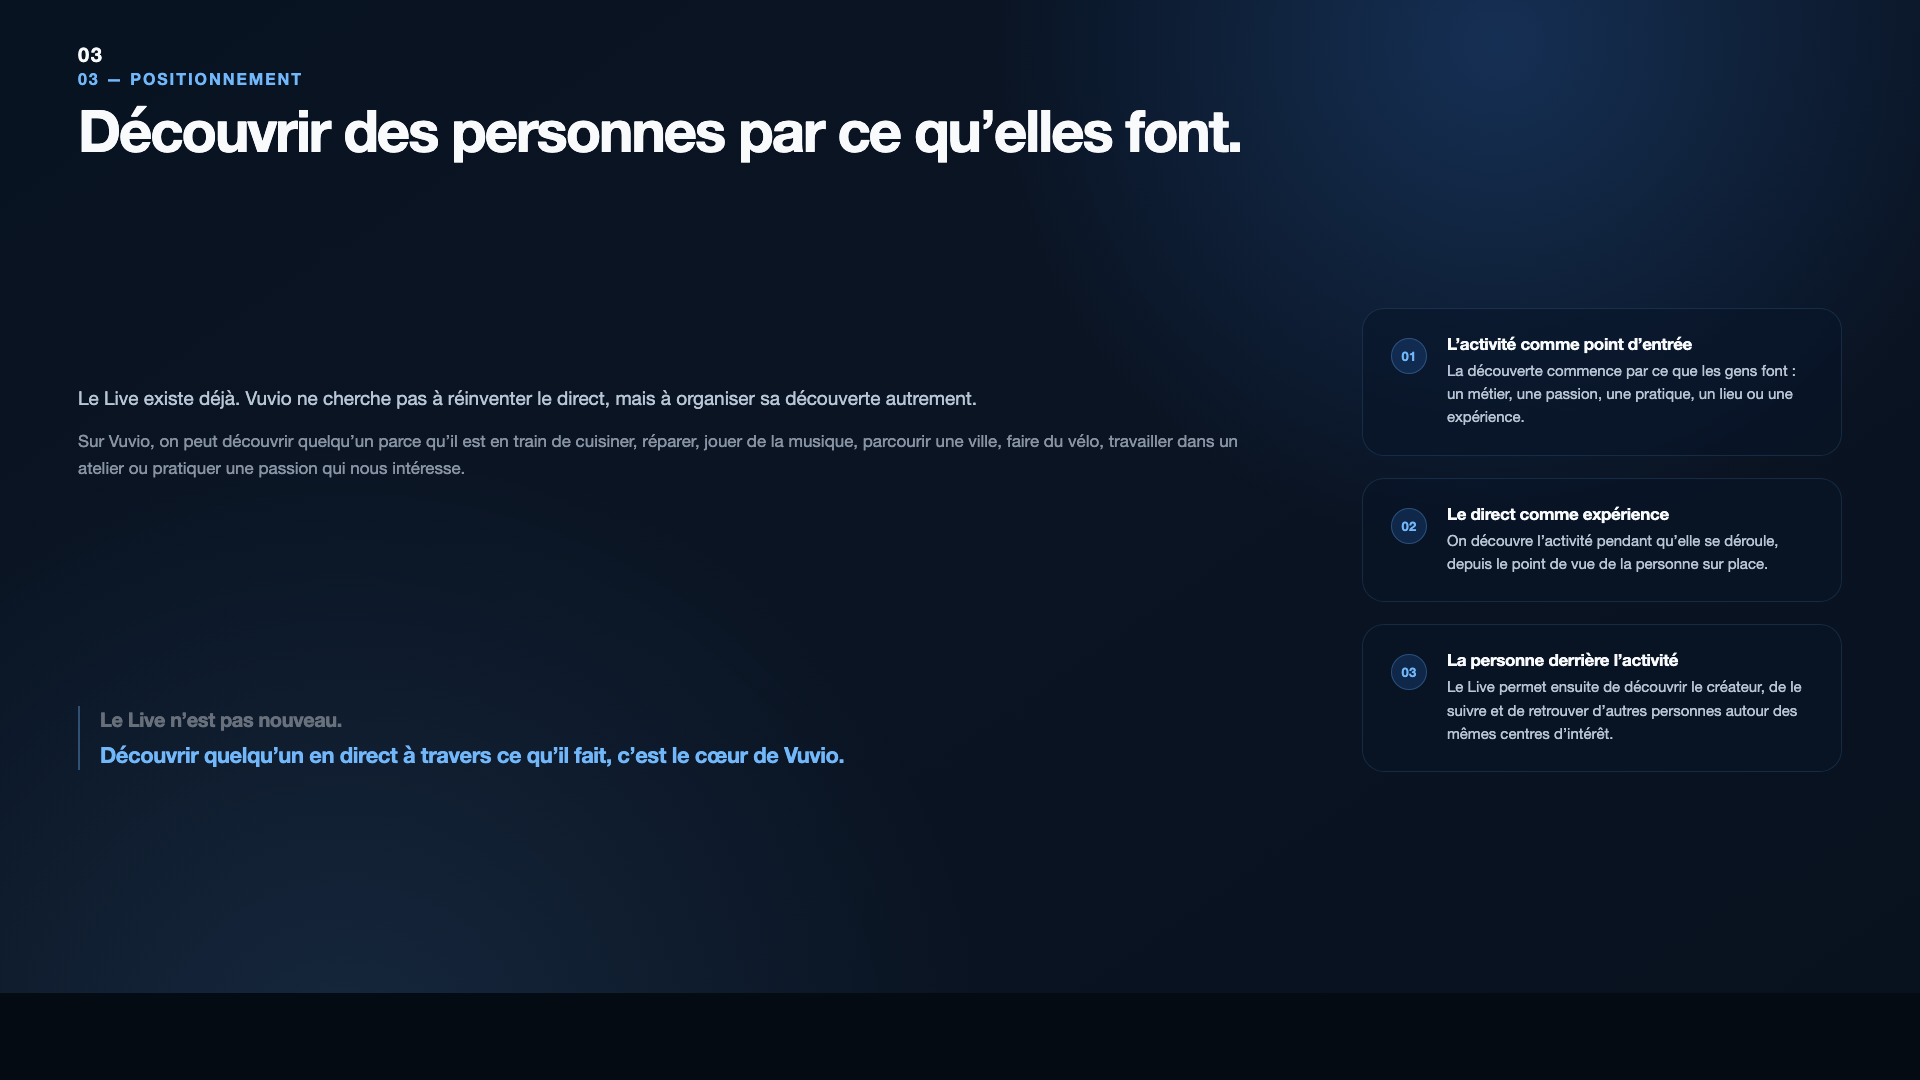 03
03 — POSITIONNEMENT
Découvrir des personnes par ce qu’elles font.
Le Live existe déjà. Vuvio ne cherche pas à réinventer le direct, mais à organiser sa découverte autrement.
Sur Vuvio, on peut découvrir quelqu’un parce qu’il est en train de cuisiner, réparer, jouer de la musique, parcourir une ville, faire du vélo, travailler dans un
atelier ou pratiquer une passion qui nous intéresse.
Le Live n’est pas nouveau.
Découvrir quelqu’un en direct à travers ce qu’il fait, c’est le cœur de Vuvio.
01
L’activité comme point d’entrée
La découverte commence par ce que les gens font :
un métier, une passion, une pratique, un lieu ou une
expérience.
02
Le direct comme expérience
On découvre l’activité pendant qu’elle se déroule,
depuis le point de vue de la personne sur place.
03
La personne derrière l’activité
Le Live permet ensuite de découvrir le créateur, de le
suivre et de retrouver d’autres personnes autour des
mêmes centres d’intérêt.